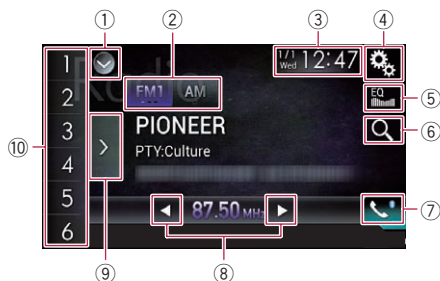 ① ② ③ ④
Radio
1/1 Wed 12:47
FM1 AM
EQ
⑤
⑥
PIONEER
PTY:Culture
1
2
3
4
5
6
⑩
87.50 MHz
⑦
⑨ ⑧